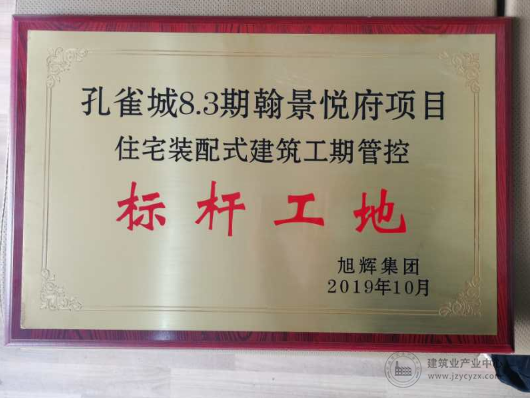 孔雀城8.3期翰景悦府项目
住宅装配式建筑工期管控
标杆工地
旭辉集团
2019年10月
建筑业产业中
www.jzycyzx.com